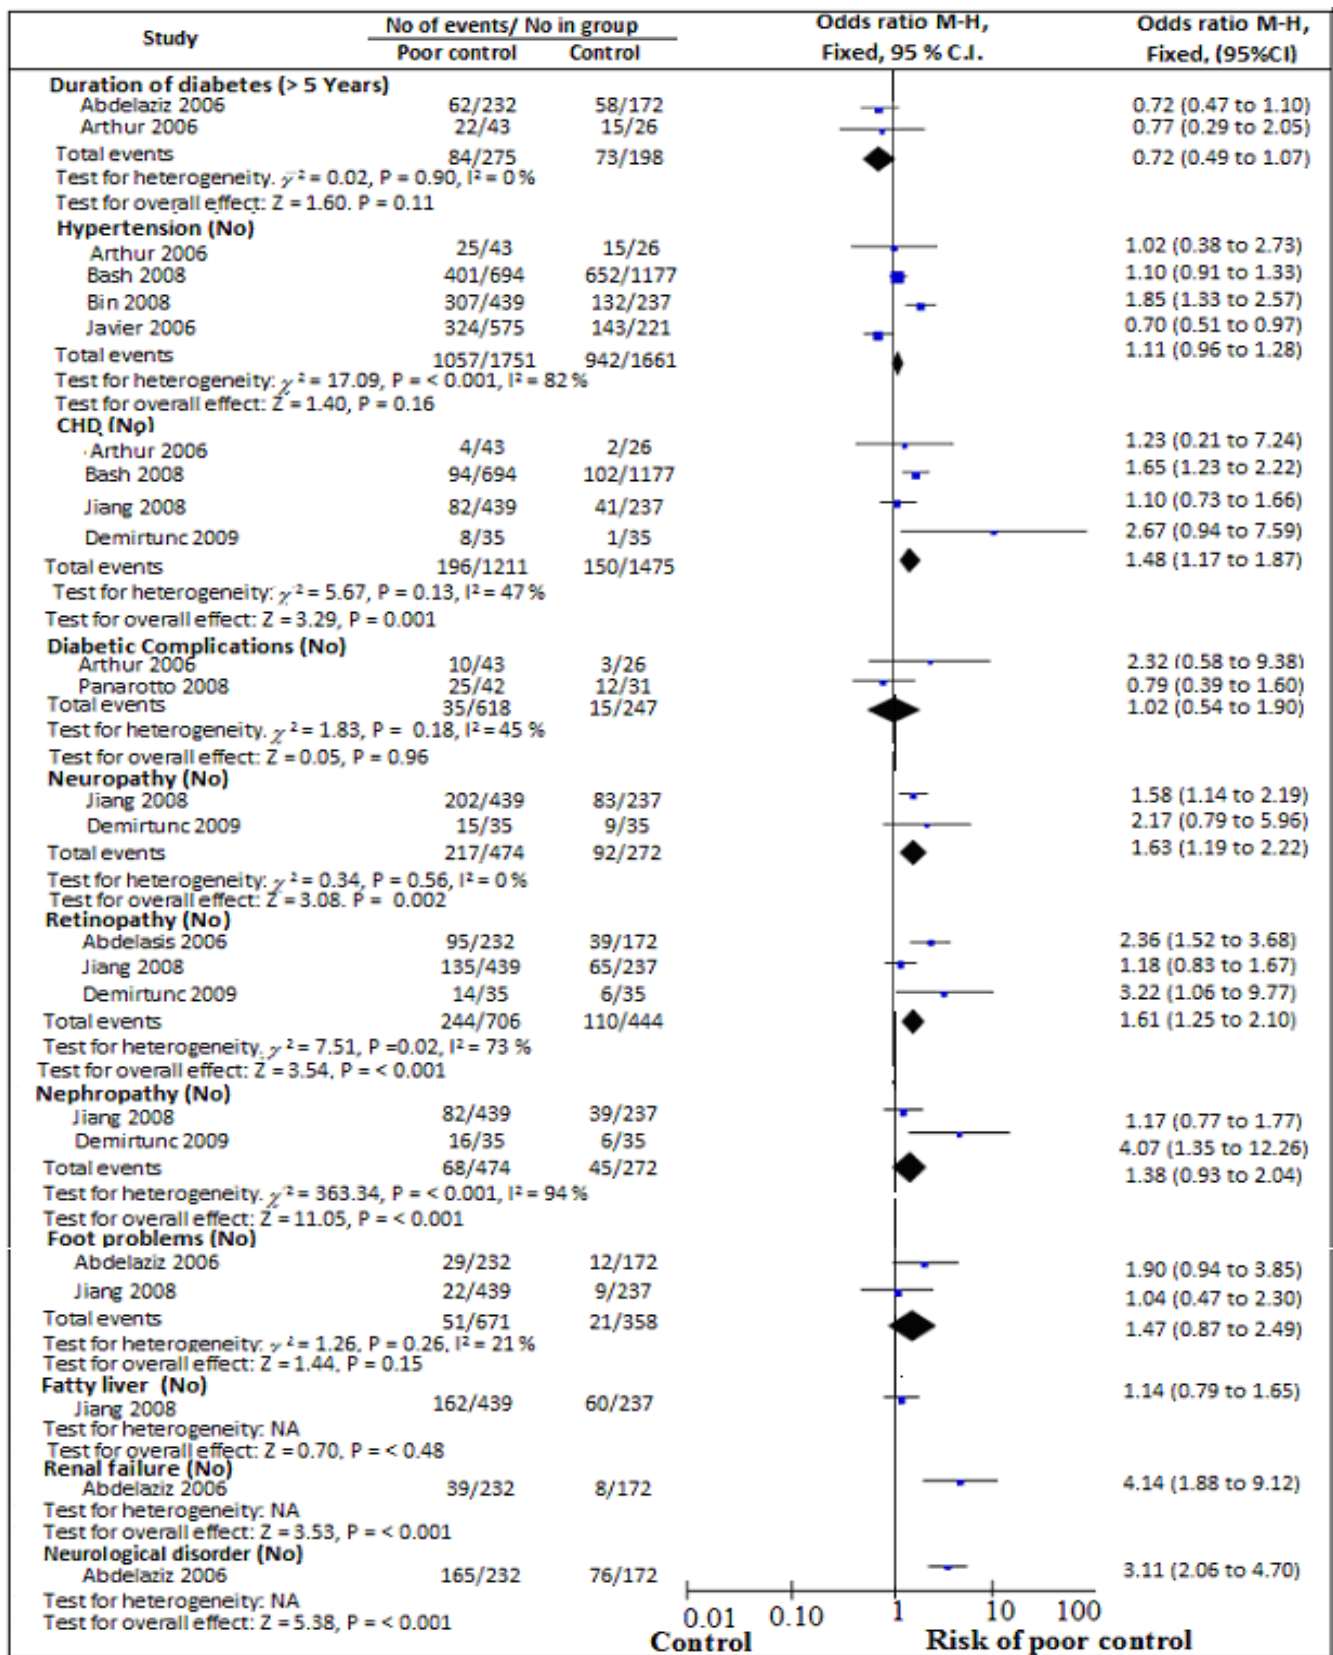 Study No of events/ No in group Odds ratio M-H, Odds ratio M-H,
Poor control Control Fixed, 95 % C.I. Fixed, (95%CI)
Duration of diabetes (> 5 Years)
Abdelaziz 2006 62/232 58/172 0.72 (0.47 to 1.10)
Arthur 2006 22/43 15/26 0.77 (0.29 to 2.05)
Total events 84/275 73/198 0.72 (0.49 to 1.07)
Test for heterogeneity. χ² = 0.02, P = 0.90, I² = 0 %
Test for overall effect: Z = 1.60. P = 0.11
Hypertension (No)
Arthur 2006 25/43 15/26 1.02 (0.38 to 2.73)
Bash 2008 401/694 652/1177 1.10 (0.91 to 1.33)
Bin 2008 307/439 132/237 1.85 (1.33 to 2.57)
Javier 2006 324/575 143/221 0.70 (0.51 to 0.97)
Total events 1057/1751 942/1661 1.11 (0.96 to 1.28)
Test for heterogeneity: χ² = 17.09, P = < 0.001, I² = 82 %
Test for overall effect: Z = 1.40, P = 0.16
CHD (No)
Arthur 2006 4/43 2/26 1.23 (0.21 to 7.24)
Bash 2008 94/694 102/1177 1.65 (1.23 to 2.22)
Jiang 2008 82/439 41/237 1.10 (0.73 to 1.66)
Demirtunc 2009 8/35 1/35 2.67 (0.94 to 7.59)
Total events 196/1211 150/1475 1.48 (1.17 to 1.87)
Test for heterogeneity: χ² = 5.67, P = 0.13, I² = 47 %
Test for overall effect: Z = 3.29, P = 0.001
Diabetic Complications (No)
Arthur 2006 10/43 3/26 2.32 (0.58 to 9.38)
Panarotto 2008 25/42 12/31 0.79 (0.39 to 1.60)
Total events 35/618 15/247 1.02 (0.54 to 1.90)
Test for heterogeneity. χ² = 1.83, P = 0.18, I² = 45 %
Test for overall effect: Z = 0.05, P = 0.96
Neuropathy (No)
Jiang 2008 202/439 83/237 1.58 (1.14 to 2.19)
Demirtunc 2009 15/35 9/35 2.17 (0.79 to 5.96)
Total events 217/474 92/272 1.63 (1.19 to 2.22)
Test for heterogeneity: χ² = 0.34, P = 0.56, I² = 0 %
Test for overall effect: Z = 3.08. P = 0.002
Retinopathy (No)
Abdelasis 2006 95/232 39/172 2.36 (1.52 to 3.68)
Jiang 2008 135/439 65/237 1.18 (0.83 to 1.67)
Demirtunc 2009 14/35 6/35 3.22 (1.06 to 9.77)
Total events 244/706 110/444 1.61 (1.25 to 2.10)
Test for heterogeneity. χ² = 7.51, P =0.02, I² = 73 %
Test for overall effect: Z = 3.54, P = < 0.001
Nephropathy (No)
Jiang 2008 82/439 39/237 1.17 (0.77 to 1.77)
Demirtunc 2009 16/35 6/35 4.07 (1.35 to 12.26)
Total events 68/474 45/272 1.38 (0.93 to 2.04)
Test for heterogeneity. χ² = 363.34, P = < 0.001, I² = 94 %
Test for overall effect: Z = 11.05, P = < 0.001
Foot problems (No)
Abdelaziz 2006 29/232 12/172 1.90 (0.94 to 3.85)
Jiang 2008 22/439 9/237 1.04 (0.47 to 2.30)
Total events 51/671 21/358 1.47 (0.87 to 2.49)
Test for heterogeneity: χ² = 1.26, P = 0.26, I² = 21 %
Test for overall effect: Z = 1.44, P = 0.15
Fatty liver (No)
Jiang 2008 162/439 60/237 1.14 (0.79 to 1.65)
Test for heterogeneity: NA
Test for overall effect: Z = 0.70, P = < 0.48
Renal failure (No)
Abdelaziz 2006 39/232 8/172 4.14 (1.88 to 9.12)
Test for heterogeneity: NA
Test for overall effect: Z = 3.53, P = < 0.001
Neurological disorder (No)
Abdelaziz 2006 165/232 76/172 3.11 (2.06 to 4.70)
Test for heterogeneity: NA
Test for overall effect: Z = 5.38, P = < 0.001
0.01 0.10 1 10 100
Control Risk of poor control